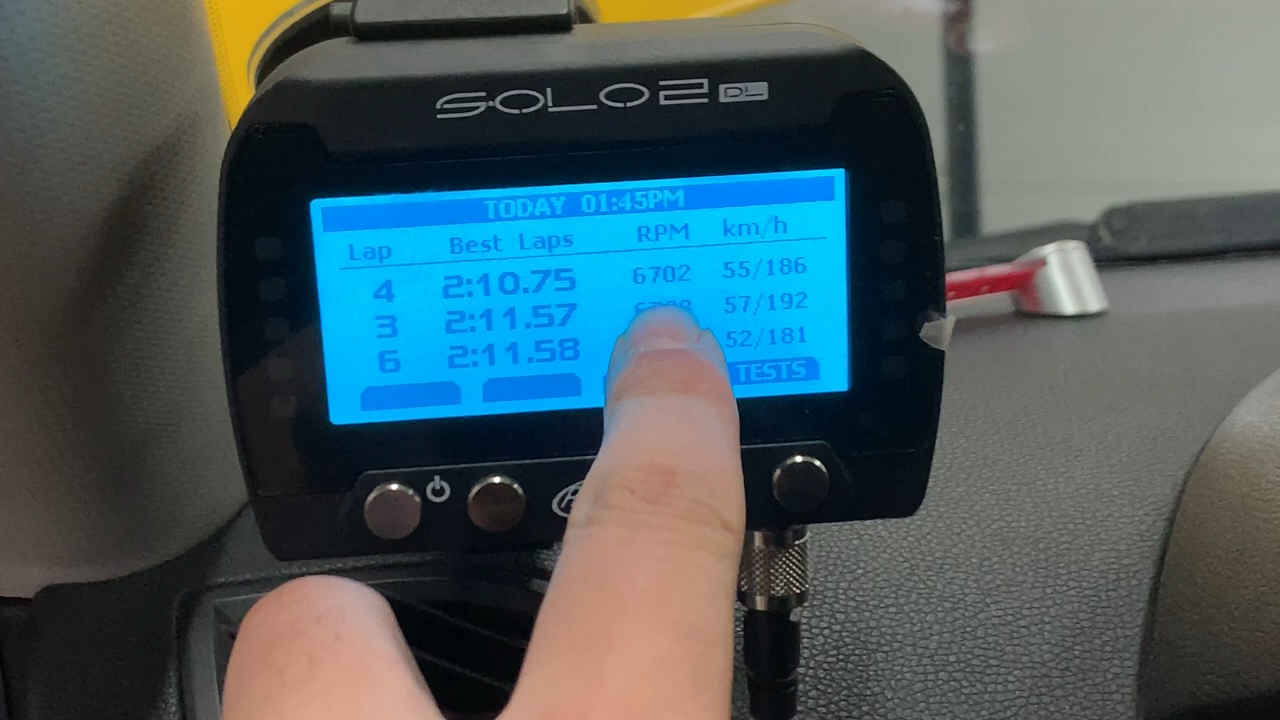 SOLO2 DL
TODAY 01:45PM
Lap Best Laps RPM km/h
4 2:10.75 6702 55/186
3 2:11.57 57/192
6 2:11.58 52/181
TESTS